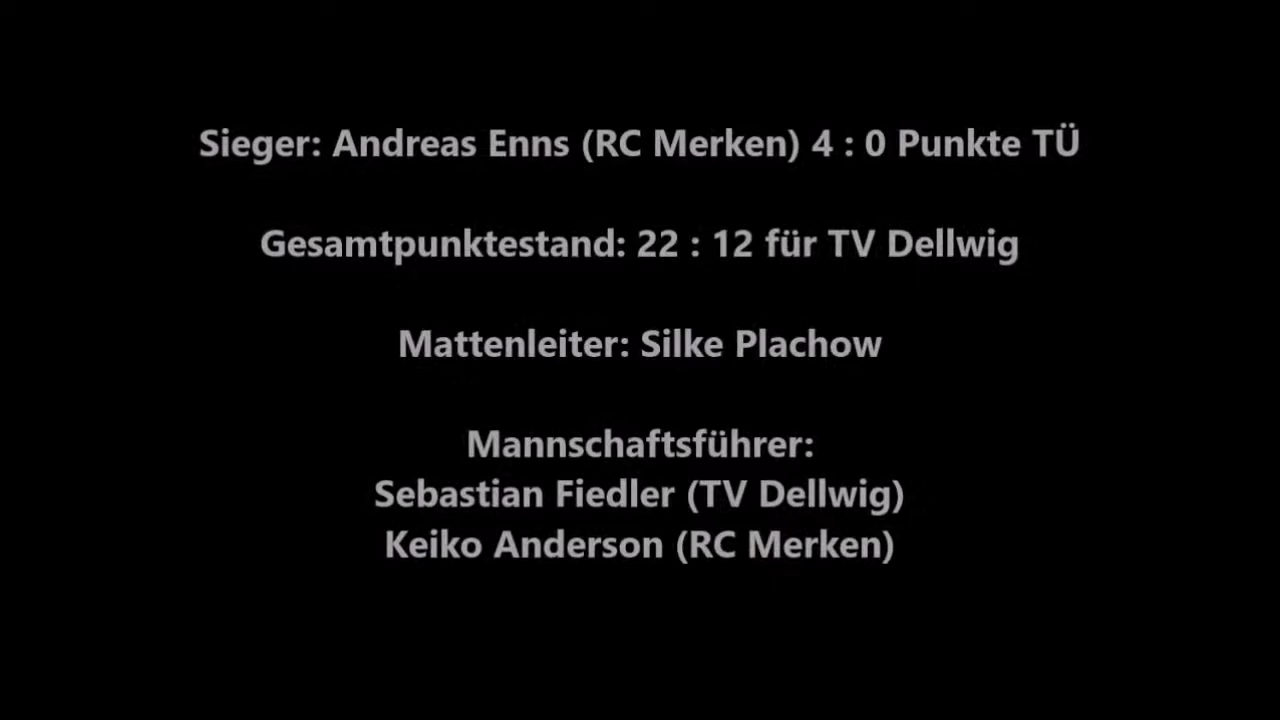 Sieger: Andreas Enns (RC Merken) 4 : 0 Punkte TÜ
Gesamtpunktestand: 22 : 12 für TV Dellwig
Mattenleiter: Silke Plachow
Mannschaftsführer:
Sebastian Fiedler (TV Dellwig)
Keiko Anderson (RC Merken)